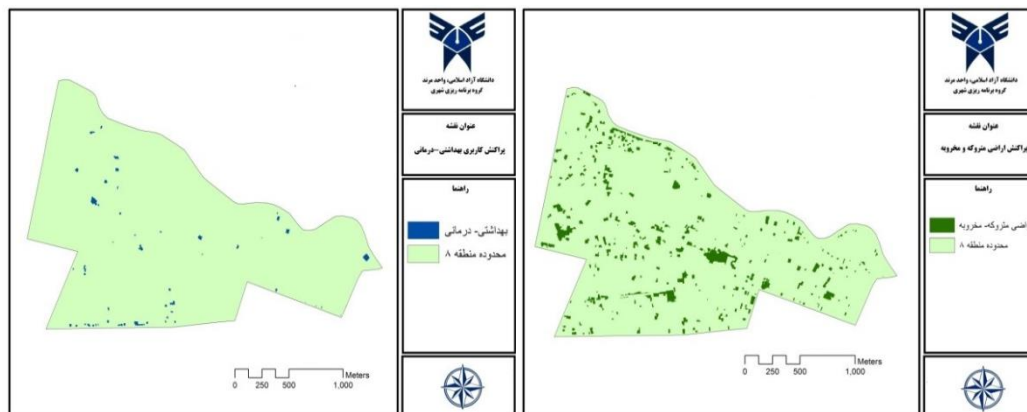 دانشگاه آزاد اسلامی، واحد مرند
گروه برنامه ریزی شهری
عنوان نقشه
پراکنش کاربری بهداشتی-درمانی
راهنما
بهداشتی- درمانی
محدوده منطقه ۸
Meters
0 250 500 1,000
دانشگاه آزاد اسلامی، واحد مرند
گروه برنامه ریزی شهری
عنوان نقشه
پراکنش اراضی متروکه و مخروبه
راهنما
اضی متروکه- مخروبه
محدوده منطقه ۸
Meters
0 250 500 1,000